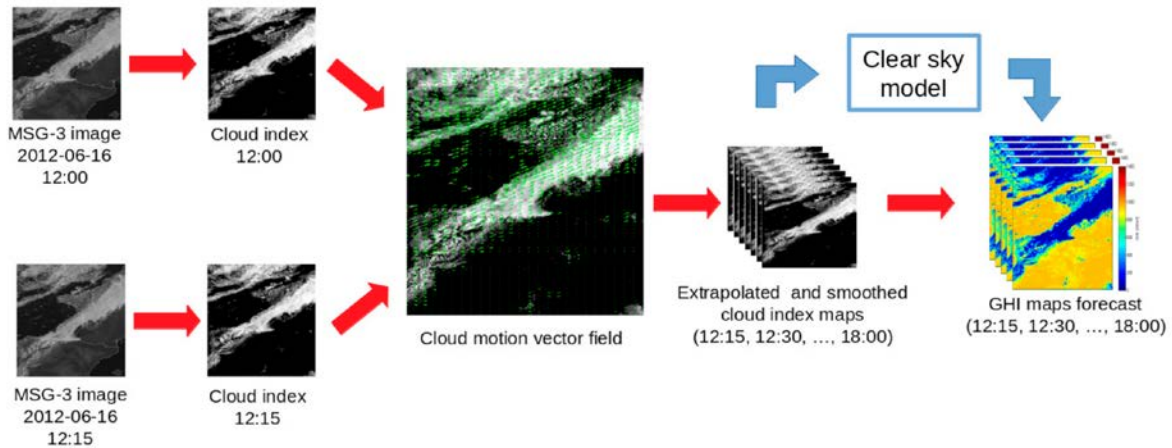 MSG-3 image
2012-06-16
12:00
Cloud index
12:00
MSG-3 image
2012-06-16
12:15
Cloud index
12:15
Cloud motion vector field
Extrapolated and smoothed
cloud index maps
(12:15, 12:30, ..., 18:00)
Clear sky
model
GHI maps forecast
(12:15, 12:30, ..., 18:00)